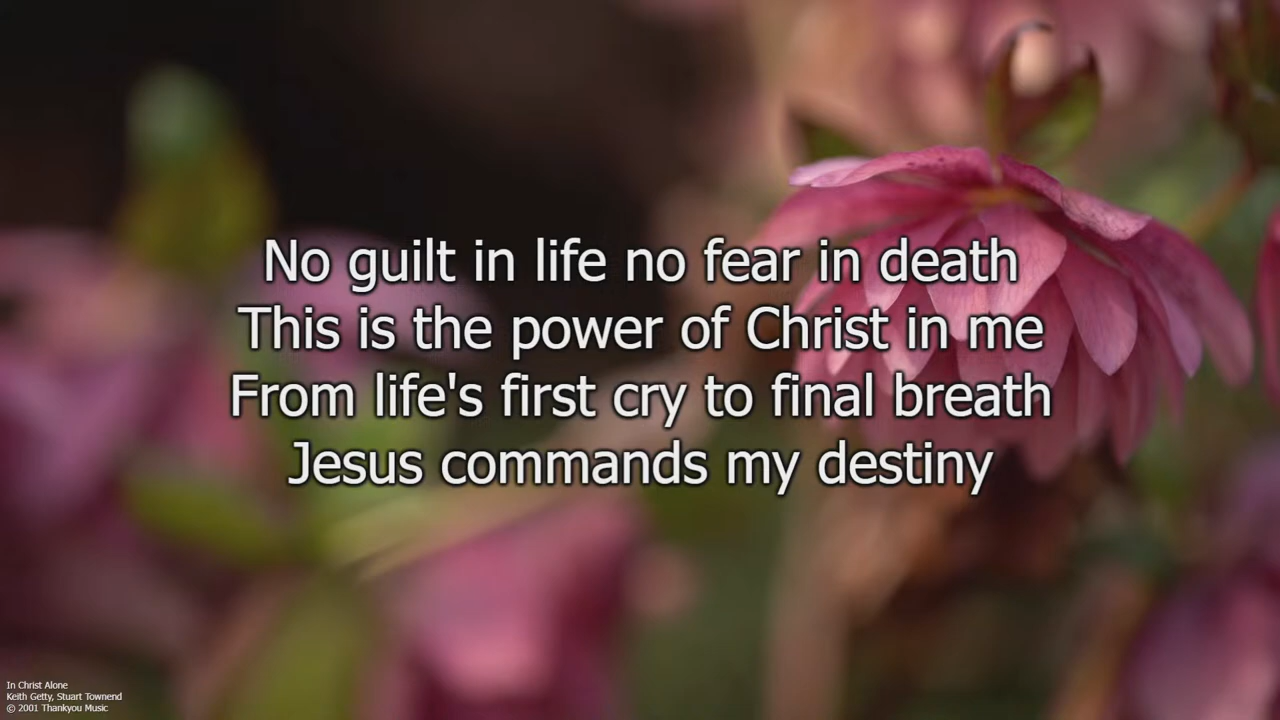 No guilt in life no fear in death
This is the power of Christ in me
From life's first cry to final breath
Jesus commands my destiny
In Christ Alone
Keith Getty, Stuart Townend
© 2001 Thankyou Music